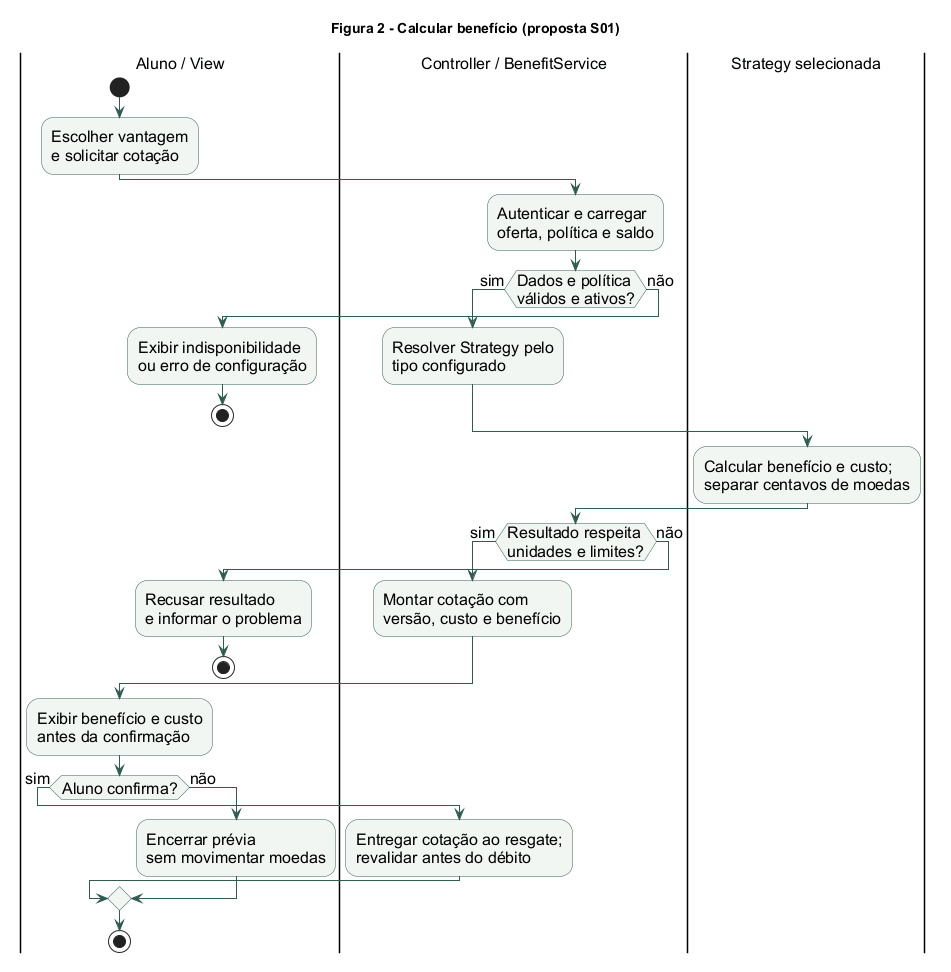 Figura 2 - Calcular benefício (proposta S01)
Aluno / View
Controller / BenefitService
Strategy selecionada
Escolher vantagem
e solicitar cotação
Autenticar e carregar
oferta, política e saldo
sim
Dados e política
válidos e ativos?
não
Exibir indisponibilidade
ou erro de configuração
Resolver Strategy pelo
tipo configurado
Calcular benefício e custo;
separar centavos de moedas
sim
Resultado respeita
unidades e limites?
não
Recusar resultado
e informar o problema
Montar cotação com
versão, custo e benefício
Exibir benefício e custo
antes da confirmação
sim
Aluno confirma?
não
Encerrar prévia
sem movimentar moedas
Entregar cotação ao resgate;
revalidar antes do débito